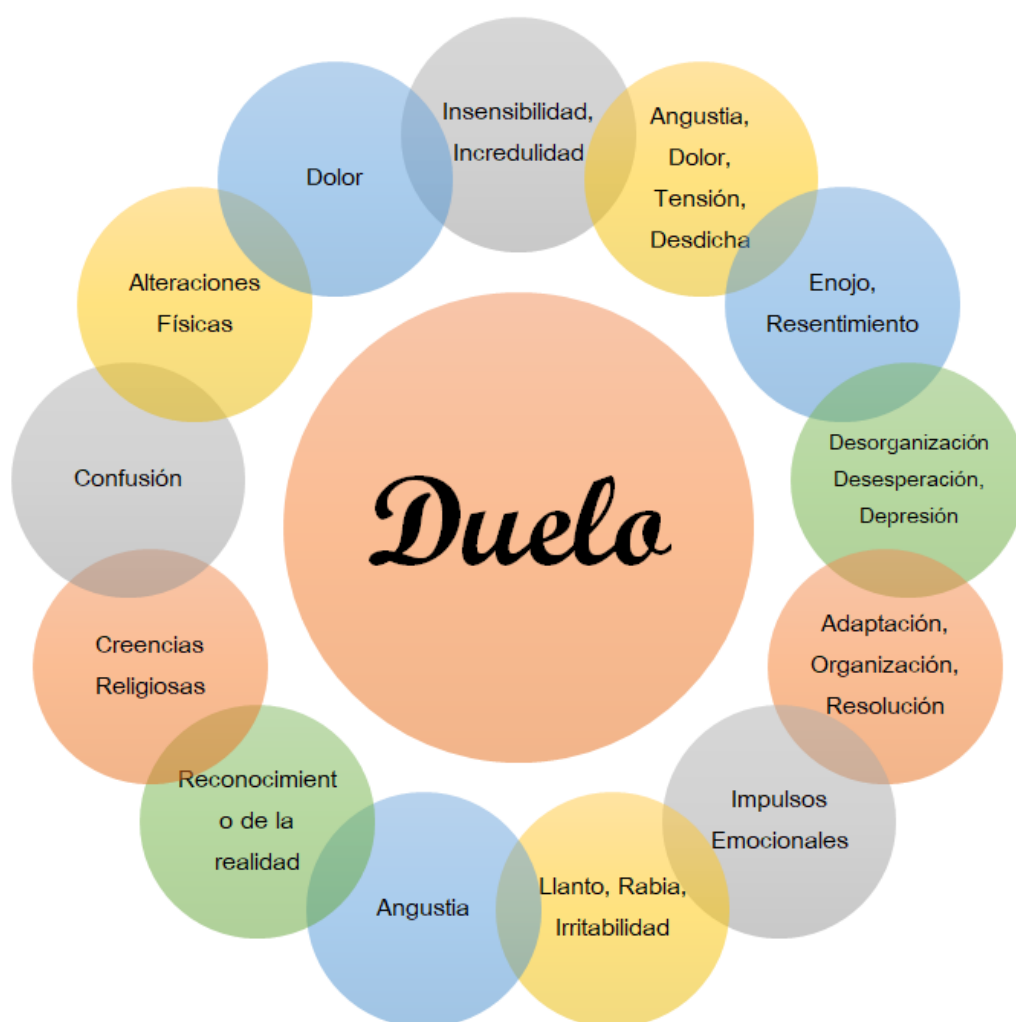 Insensibilidad,
Incredulidad
Angustia,
Dolor,
Tensión,
Desdicha
Enojo,
Resentimiento
Desorganización
Desesperación,
Depresión
Adaptación,
Organización,
Resolución
Impulsos
Emocionales
Llanto, Rabia,
Irritabilidad
Angustia
Reconocimient
o de la
realidad
Creencias
Religiosas
Confusión
Alteraciones
Físicas
Dolor
Duelo